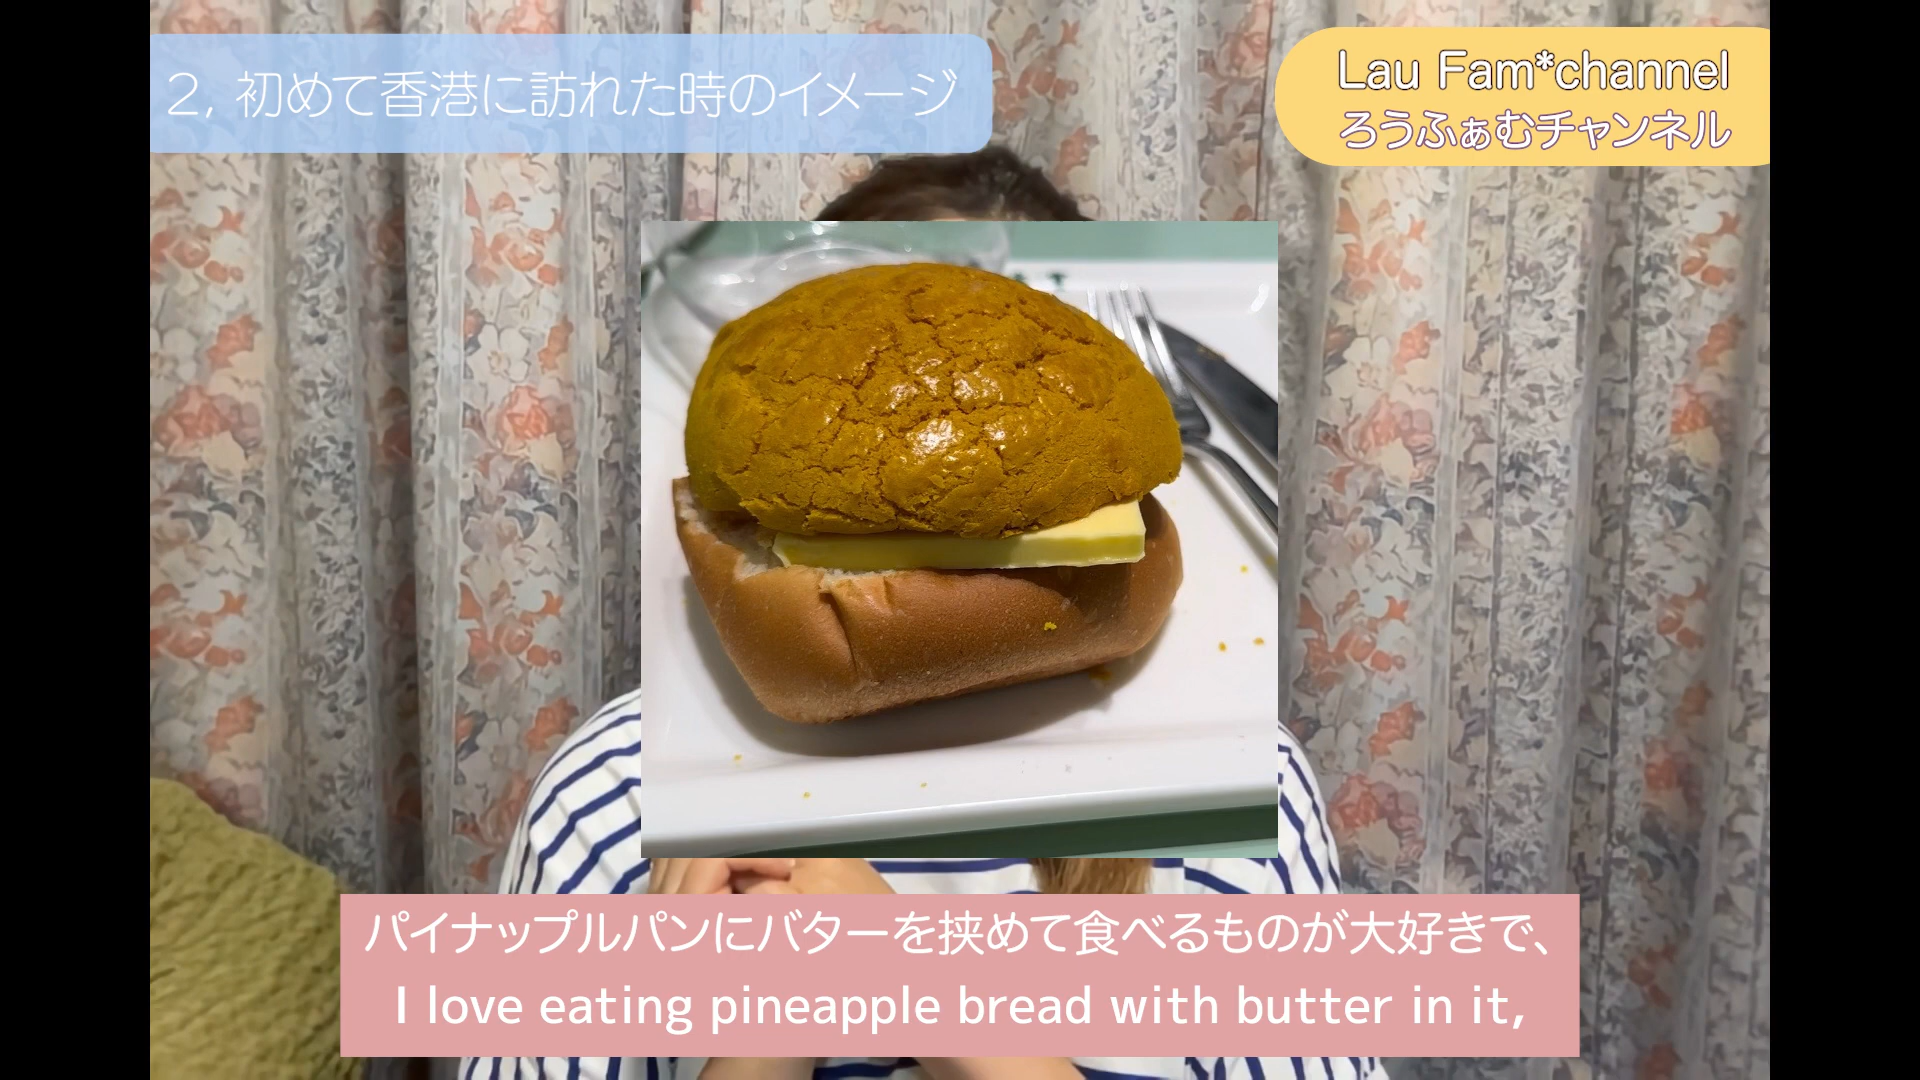 2, 初めて香港に訪れた時のイメージ
Lau Fam*channel
ろうふぁむチャンネル
パイナップルパンにバターを挟めて食べるものが大好きで、
I love eating pineapple bread with butter in it,